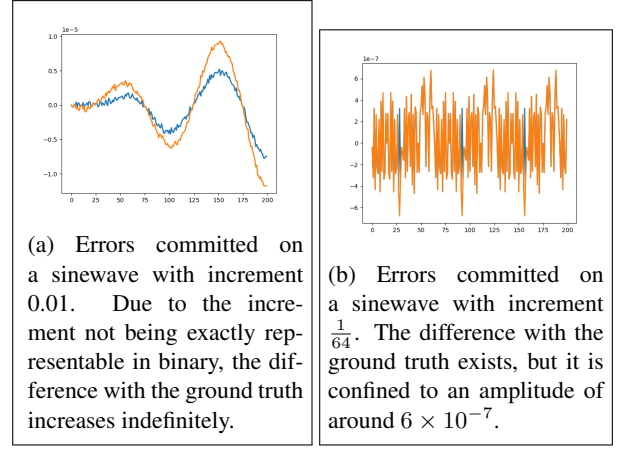 1e−5
1.0
0.5
0.0
−0.5
−1.0
0 25 50 75 100 125 150 175 200
(a) Errors committed on
a sinewave with increment
0.01. Due to the incre-
ment not being exactly rep-
resentable in binary, the dif-
ference with the ground truth
increases indefinitely.
1e−7
6
4
2
0
−2
−4
−6
0 25 50 75 100 125 150 175 200
(b) Errors committed on
a sinewave with increment
1/64. The difference with the
ground truth exists, but it is
confined to an amplitude of
around 6 × 10⁻⁷.